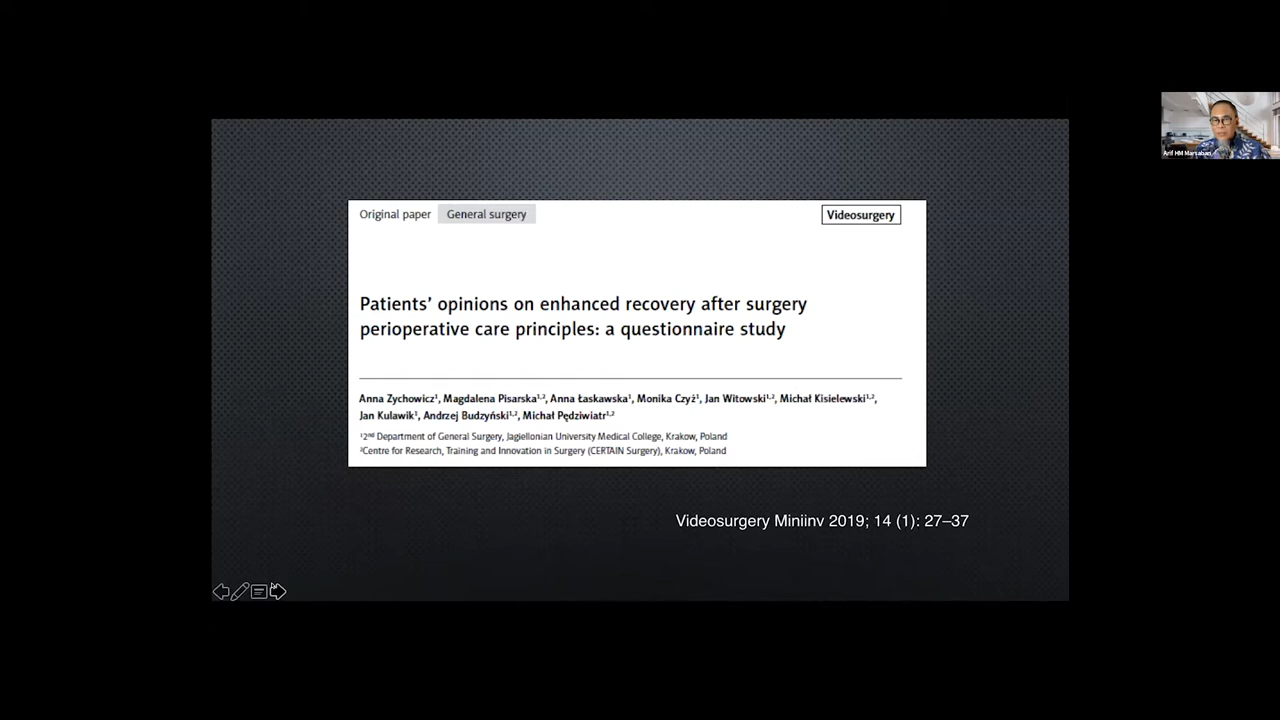 Original paper General surgery Videosurgery
Patients’ opinions on enhanced recovery after surgery
perioperative care principles: a questionnaire study
Anna Zychowicz¹, Magdalena Pisarska¹,², Anna Łaskawska¹, Monika Czyż¹, Jan Witowski¹,², Michał Kisielewski¹,²,
Jan Kulawik¹, Andrzej Budzyński¹,², Michał Pędziwiatr¹,²
¹2ⁿᵈ Department of General Surgery, Jagiellonian University Medical College, Krakow, Poland
²Centre for Research, Training and Innovation in Surgery (CERTAIN Surgery), Krakow, Poland
Videosurgery Miniinv 2019; 14 (1): 27–37
Arif HM Marsaban